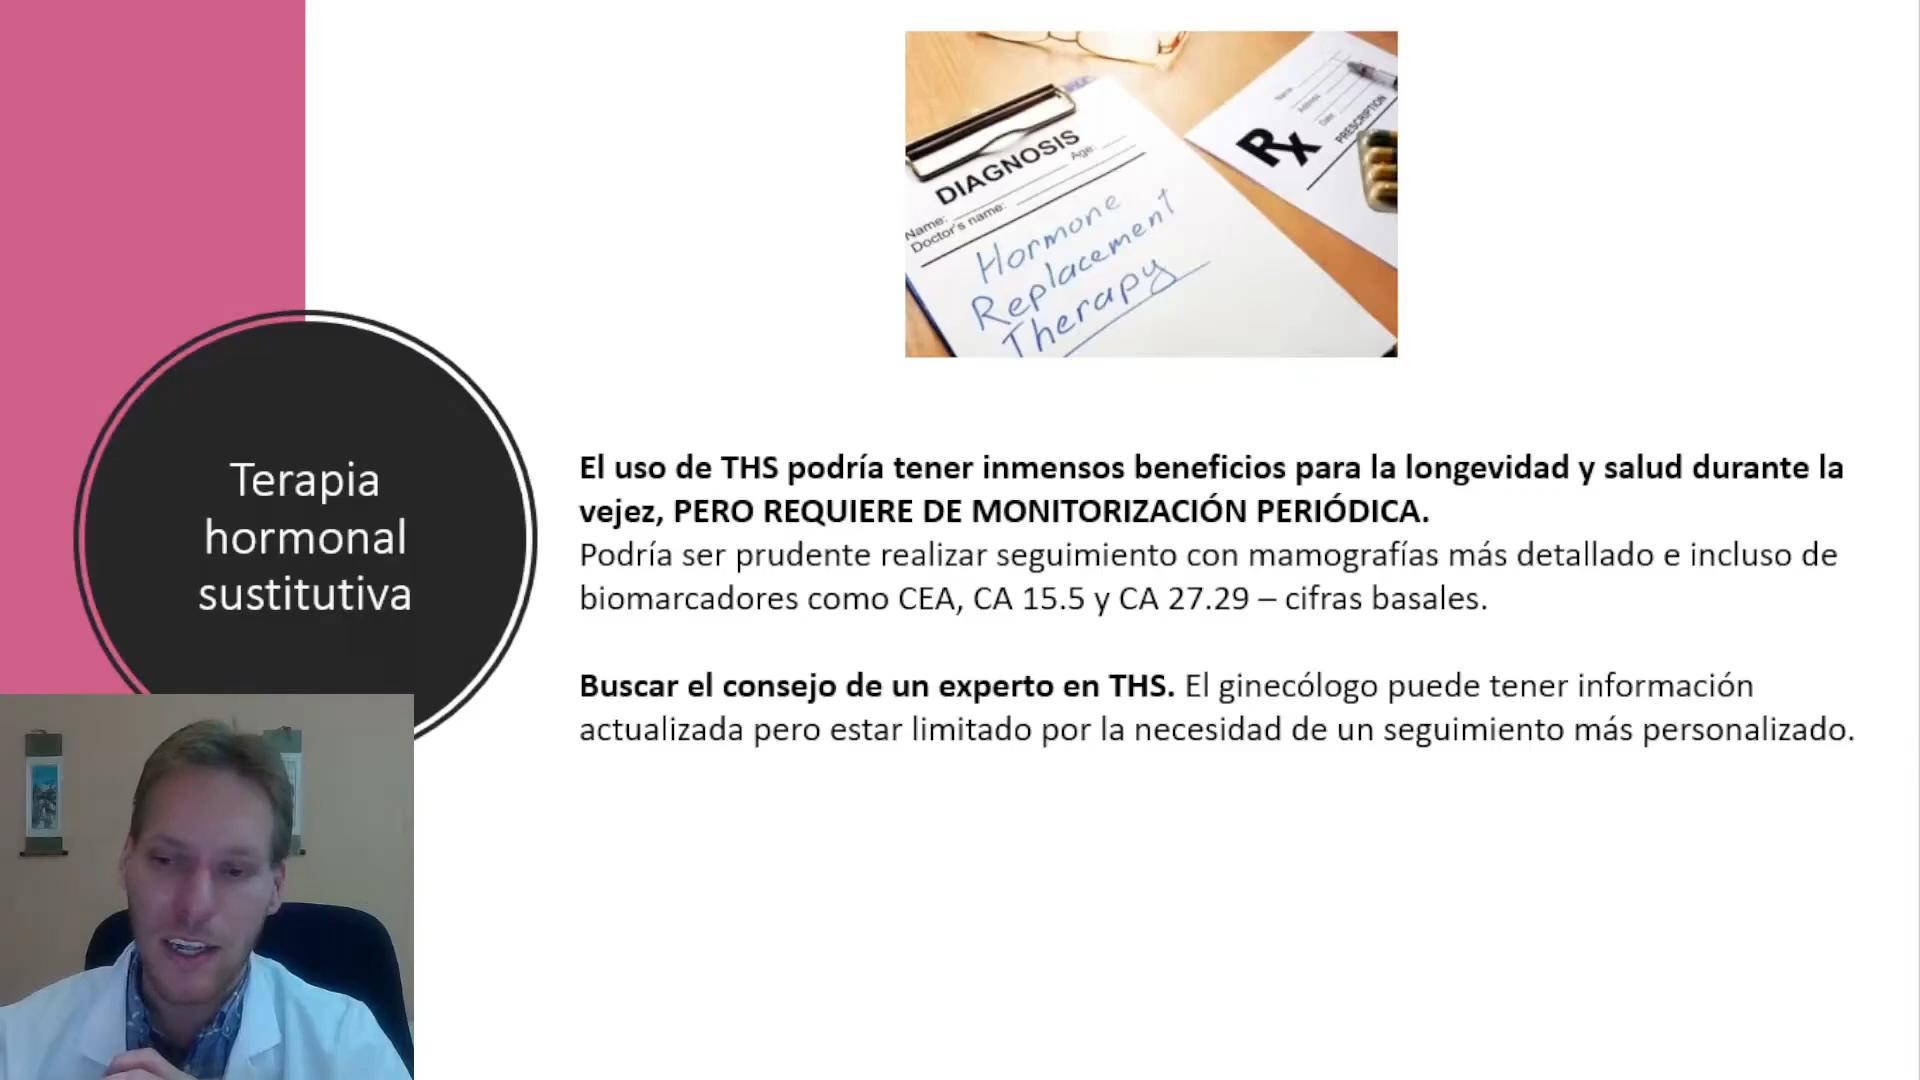 DIAGNOSIS
Name:
Age:
Doctor's name:
Hormone
Replacement
Therapy
Rx
Name
Address
Date
PRESCRIPTION
Terapia
hormonal
sustitutiva
El uso de THS podría tener inmensos beneficios para la longevidad y salud durante la
vejez, PERO REQUIERE DE MONITORIZACIÓN PERIÓDICA.
Podría ser prudente realizar seguimiento con mamografías más detallado e incluso de
biomarcadores como CEA, CA 15.5 y CA 27.29 – cifras basales.
Buscar el consejo de un experto en THS. El ginecólogo puede tener información
actualizada pero estar limitado por la necesidad de un seguimiento más personalizado.